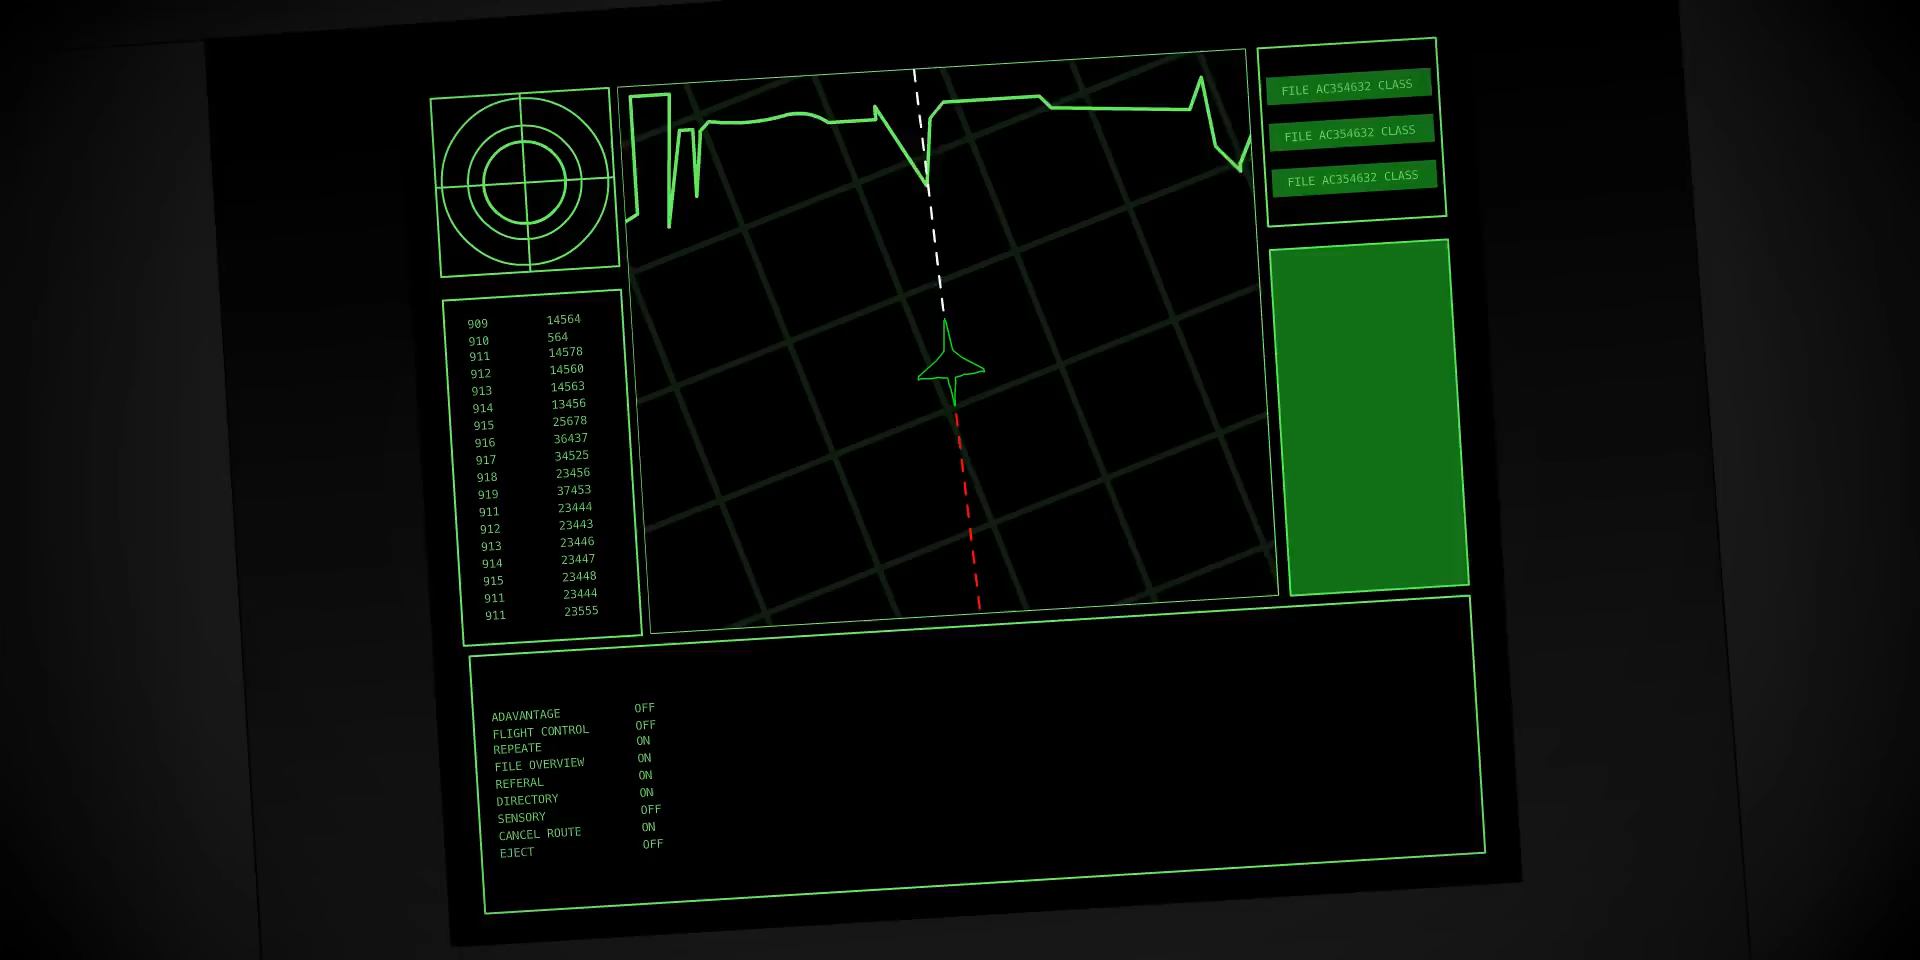 FILE AC354632 CLASS
FILE AC354632 CLASS
FILE AC354632 CLASS
909 14564
910 564
911 14578
912 14560
913 14563
914 13456
915 25678
916 36437
917 34525
918 23456
919 37453
911 23444
912 23443
913 23446
914 23447
915 23448
911 23444
911 23555
ADAVANTAGE OFF
FLIGHT CONTROL OFF
REPEATE ON
FILE OVERVIEW ON
REFERAL ON
DIRECTORY ON
SENSORY OFF
CANCEL ROUTE ON
EJECT OFF